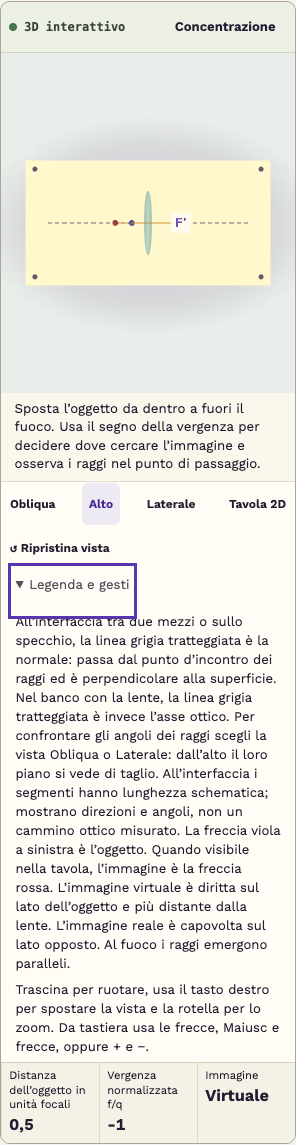 3D interattivo
Concentrazione
F′
Sposta l’oggetto da dentro a fuori il
fuoco. Usa il segno della vergenza per
decidere dove cercare l’immagine e
osserva i raggi nel punto di passaggio.
Obliqua Alto Laterale Tavola 2D
↺ Ripristina vista
▼ Legenda e gesti
All’interfaccia tra due mezzi o sullo
specchio, la linea grigia tratteggiata è la
normale: passa dal punto d’incontro dei
raggi ed è perpendicolare alla superficie.
Nel banco con la lente, la linea grigia
tratteggiata è invece l’asse ottico. Per
confrontare gli angoli dei raggi scegli la
vista Obliqua o Laterale: dall’alto il loro
piano si vede di taglio. All’interfaccia i
segmenti hanno lunghezza schematica;
mostrano direzioni e angoli, non un
cammino ottico misurato. La freccia viola
a sinistra è l’oggetto. Quando visibile
nella tavola, l’immagine è la freccia
rossa. L’immagine virtuale è diritta sul
lato dell’oggetto e più distante dalla
lente. L’immagine reale è capovolta sul
lato opposto. Al fuoco i raggi emergono
paralleli.
Trascina per ruotare, usa il tasto destro
per spostare la vista e la rotella per lo
zoom. Da tastiera usa le frecce, Maiusc e
frecce, oppure + e −.
Distanza
dell’oggetto in
unità focali
0,5
Vergenza
normalizzata
f/q
-1
Immagine
Virtuale